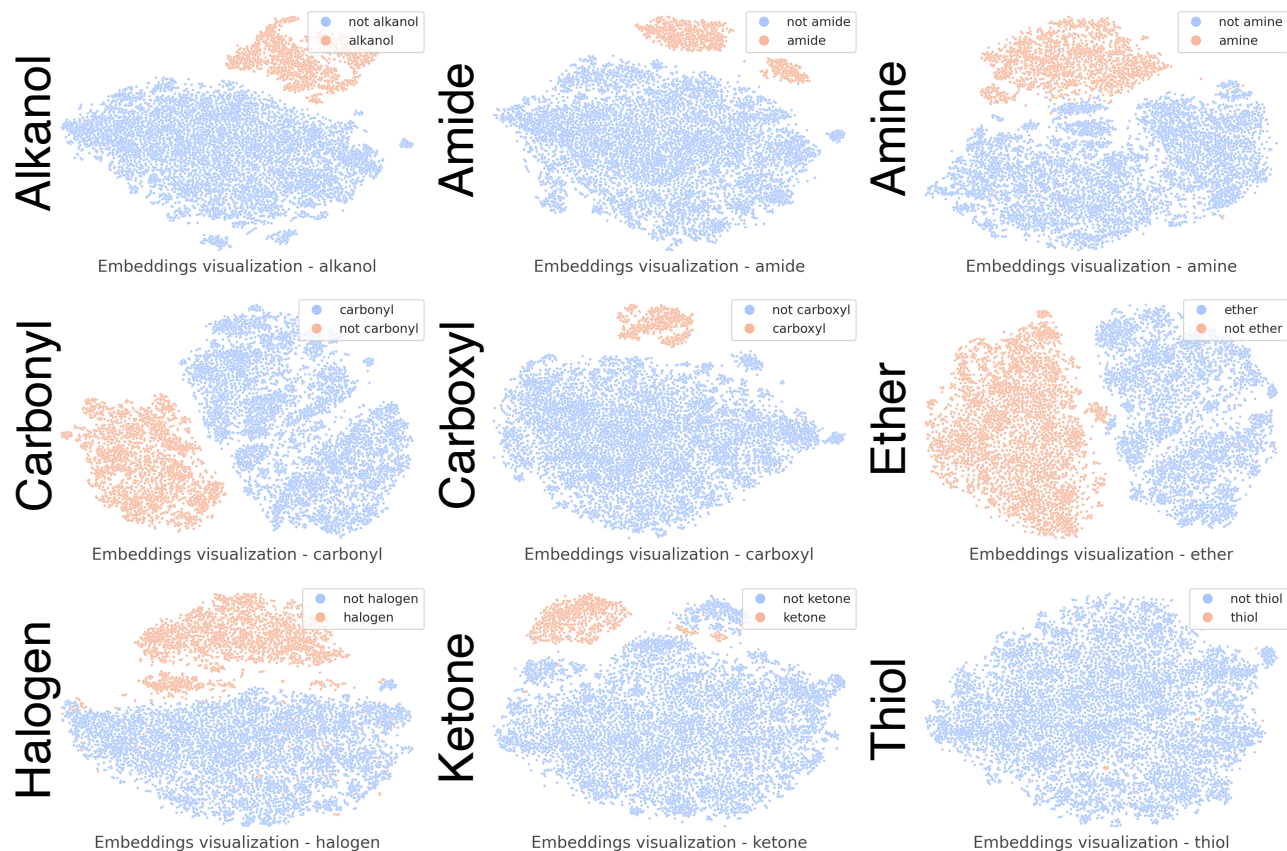 Alkanol
not alkanol
alkanol
Embeddings visualization - alkanol
Amide
not amide
amide
Embeddings visualization - amide
Amine
not amine
amine
Embeddings visualization - amine
Carbonyl
carbonyl
not carbonyl
Embeddings visualization - carbonyl
Carboxyl
not carboxyl
carboxyl
Embeddings visualization - carboxyl
Ether
ether
not ether
Embeddings visualization - ether
Halogen
not halogen
halogen
Embeddings visualization - halogen
Ketone
not ketone
ketone
Embeddings visualization - ketone
Thiol
not thiol
thiol
Embeddings visualization - thiol